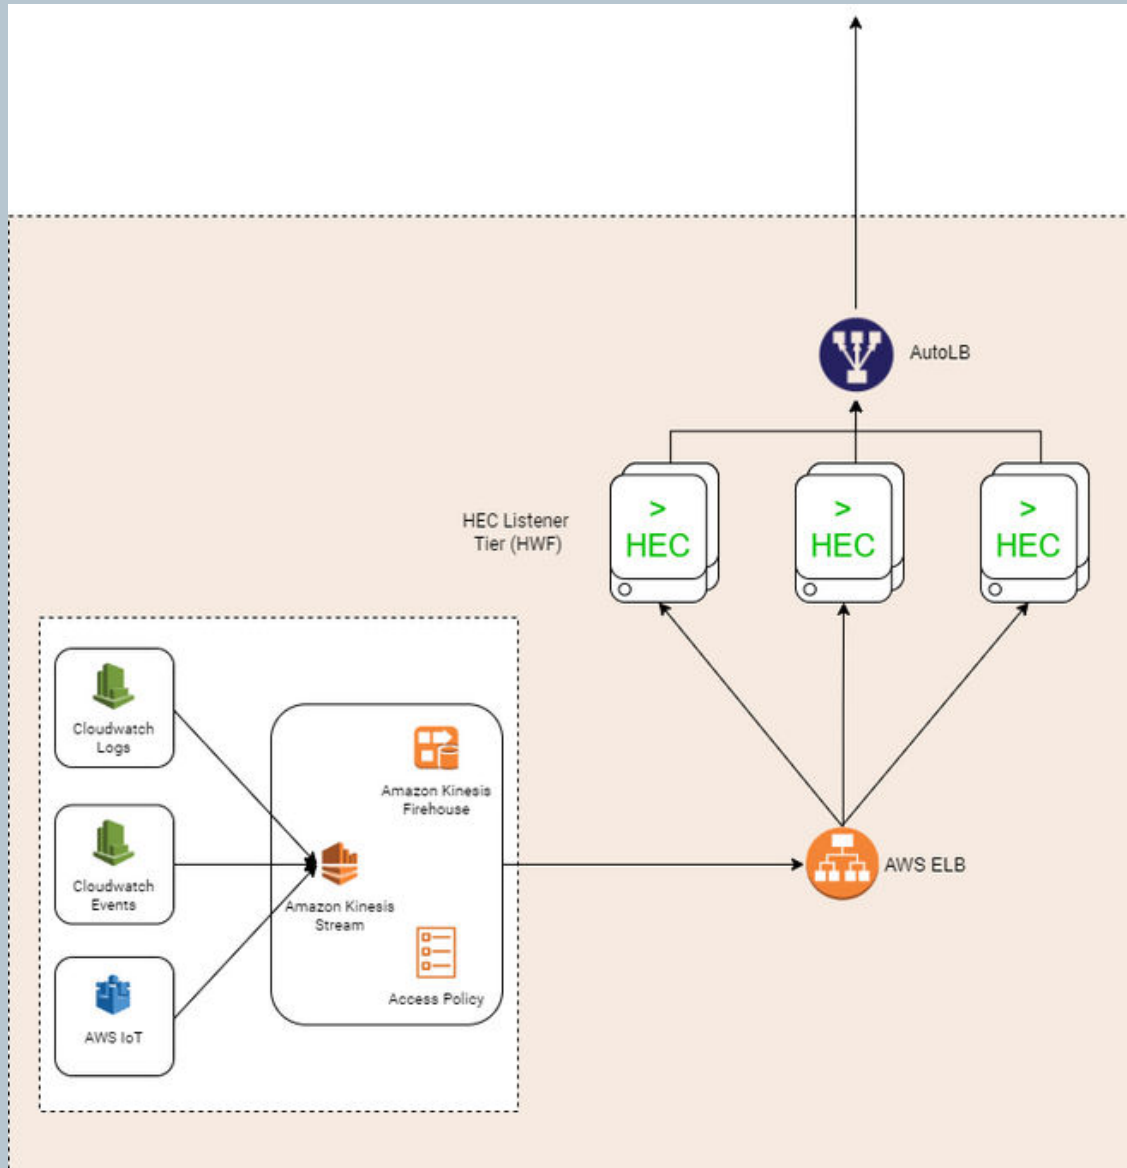 AutoLB
HEC Listener
Tier (HWF)
>
HEC
>
HEC
>
HEC
Cloudwatch
Logs
Amazon Kinesis
Firehouse
Cloudwatch
Events
Amazon Kinesis
Stream
AWS ELB
Access Policy
AWS IoT